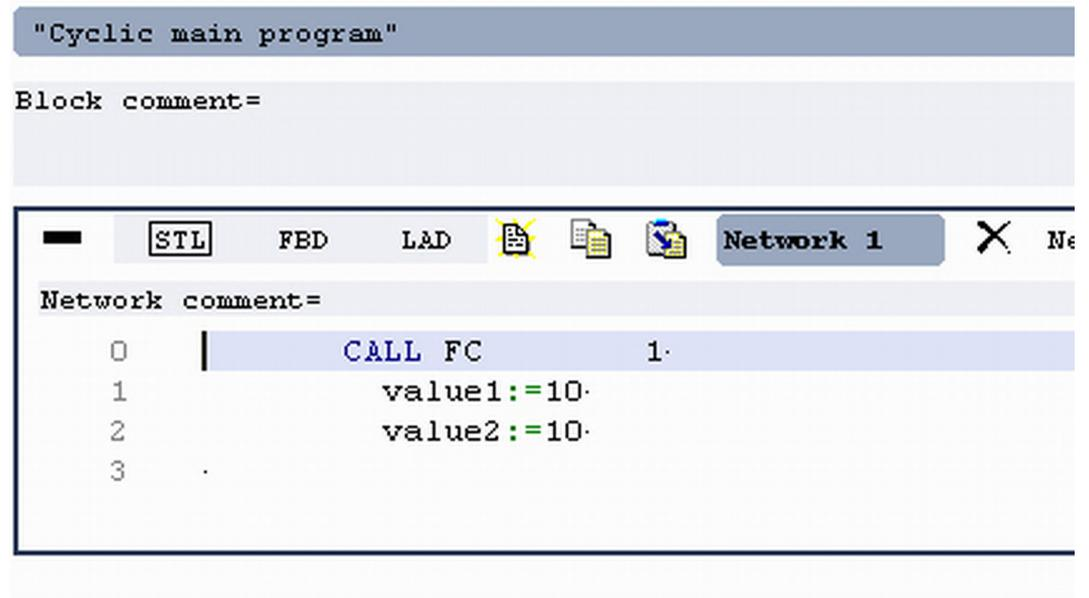 "Cyclic main program"
Block comment=
STL FBD LAD Network 1
Network comment=
0 CALL FC 1
1 value1:=10
2 value2:=10
3